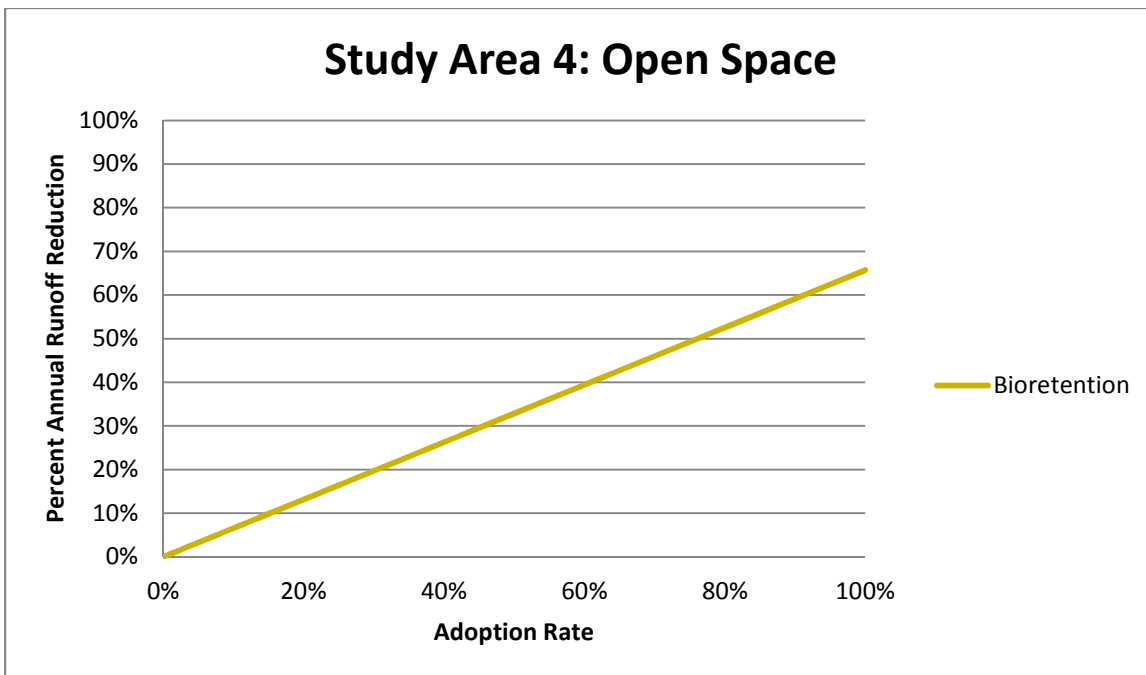 Study Area 4: Open Space
Percent Annual Runoff Reduction
100%
90%
80%
70%
60%
50%
40%
30%
20%
10%
0%
0% 20% 40% 60% 80% 100%
Adoption Rate
Bioretention